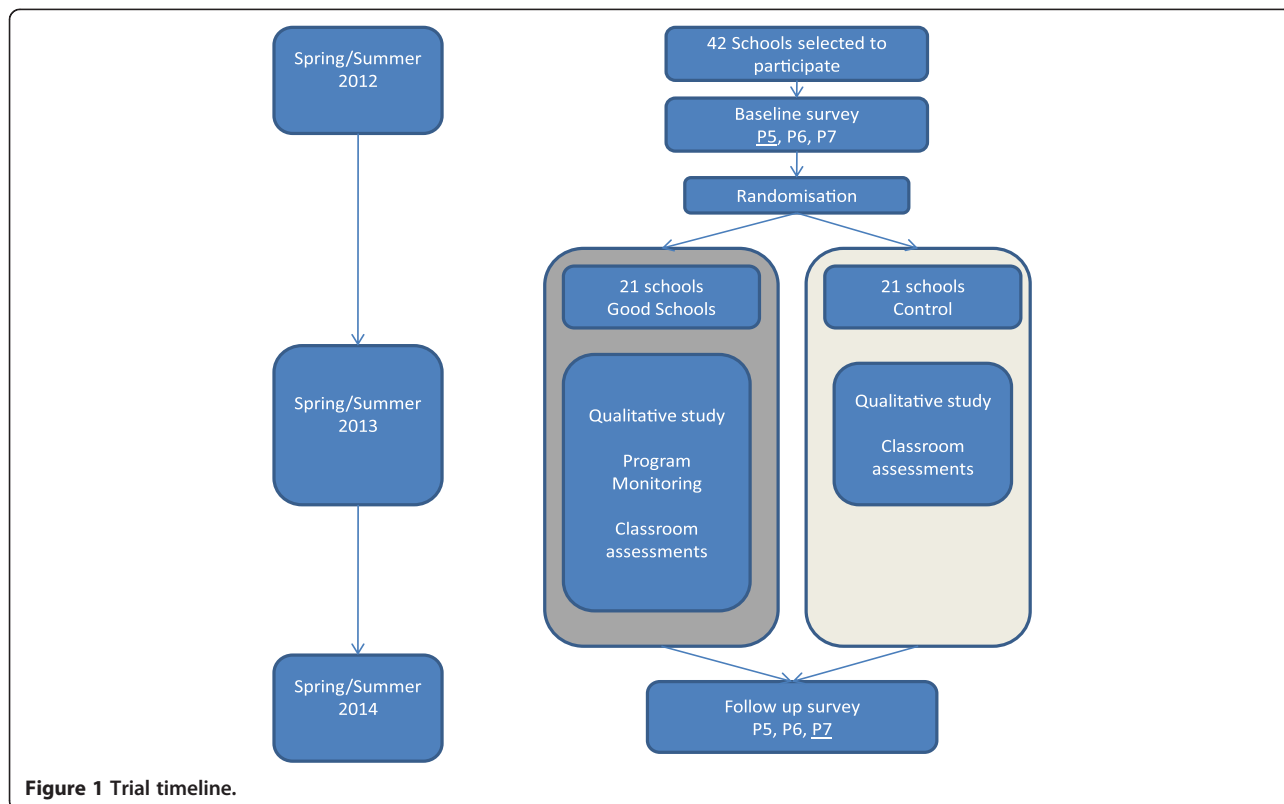 Spring/Summer
2012
42 Schools selected to
participate
Baseline survey
P5, P6, P7
Randomisation
21 schools
Good Schools
21 schools
Control
Spring/Summer
2013
Qualitative study
Program
Monitoring
Classroom
assessments
Qualitative study
Classroom
assessments
Spring/Summer
2014
Follow up survey
P5, P6, P7
Figure 1 Trial timeline.